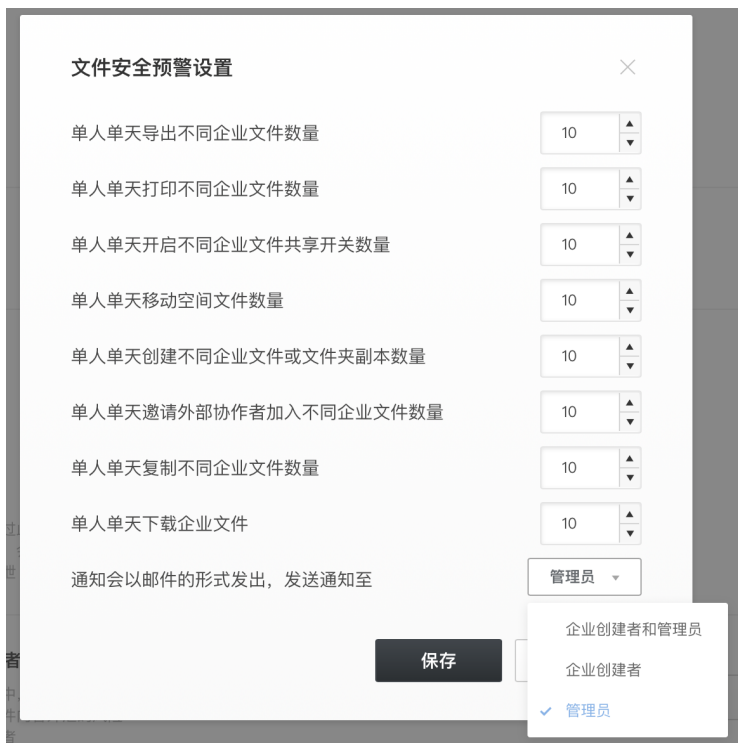 文件安全预警设置
单人单天导出不同企业文件数量 10
单人单天打印不同企业文件数量 10
单人单天开启不同企业文件共享开关数量 10
单人单天移动空间文件数量 10
单人单天创建不同企业文件或文件夹副本数量 10
单人单天邀请外部协作者加入不同企业文件数量 10
单人单天复制不同企业文件数量 10
单人单天下载企业文件 10
通知会以邮件的形式发出，发送通知至 管理员
企业创建者和管理员
保存
企业创建者
管理员
者
中,
者